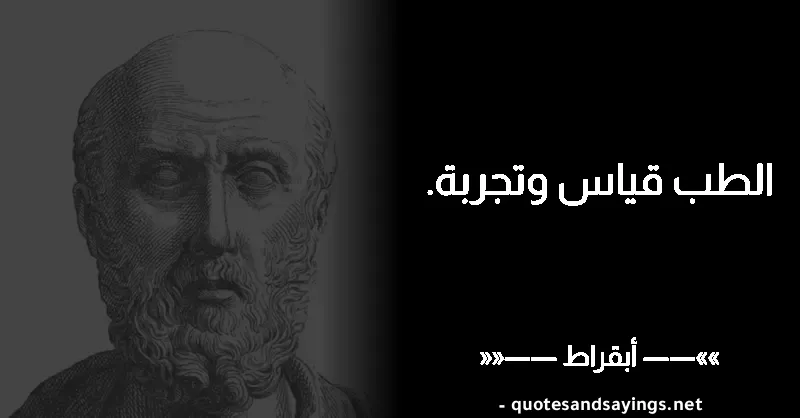 الطب قياس وتجربة.
»»—— أبقراط ——««
- quotesandsayings.net